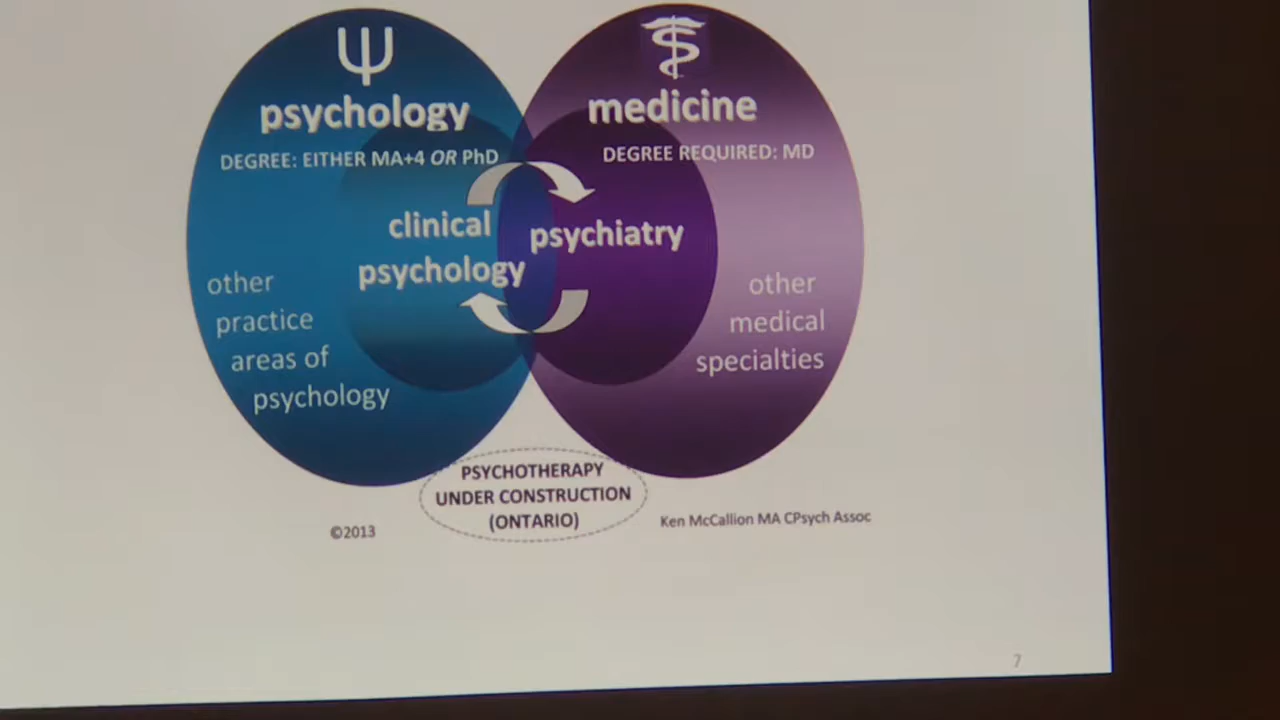 Ψ
psychology
DEGREE: EITHER MA+4 OR PhD
clinical
psychology
other
practice
areas of
psychology
medicine
DEGREE REQUIRED: MD
psychiatry
other
medical
specialties
PSYCHOTHERAPY
UNDER CONSTRUCTION
(ONTARIO)
©2013
Ken McCallion MA CPsych Assoc
7